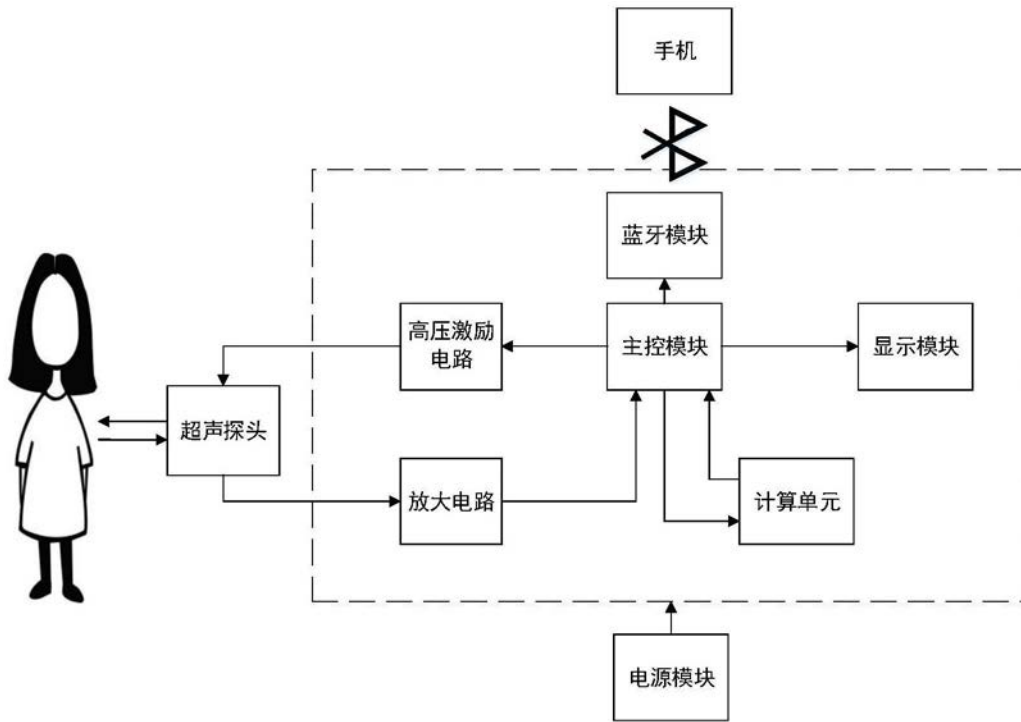 手机
蓝牙模块
高压激励
电路
主控模块
显示模块
超声探头
放大电路
计算单元
电源模块